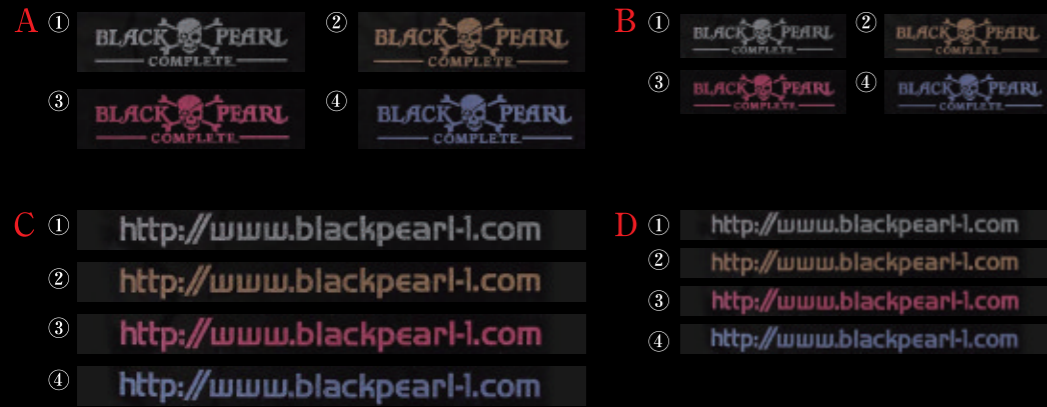 A ① BLACK PEARL COMPLETE ② BLACK PEARL COMPLETE
③ BLACK PEARL COMPLETE ④ BLACK PEARL COMPLETE
B ① BLACK PEARL COMPLETE ② BLACK PEARL COMPLETE
③ BLACK PEARL COMPLETE ④ BLACK PEARL COMPLETE
C ① http://www.blackpearl-1.com
② http://www.blackpearl-1.com
③ http://www.blackpearl-1.com
④ http://www.blackpearl-1.com
D ① http://www.blackpearl-1.com
② http://www.blackpearl-1.com
③ http://www.blackpearl-1.com
④ http://www.blackpearl-1.com